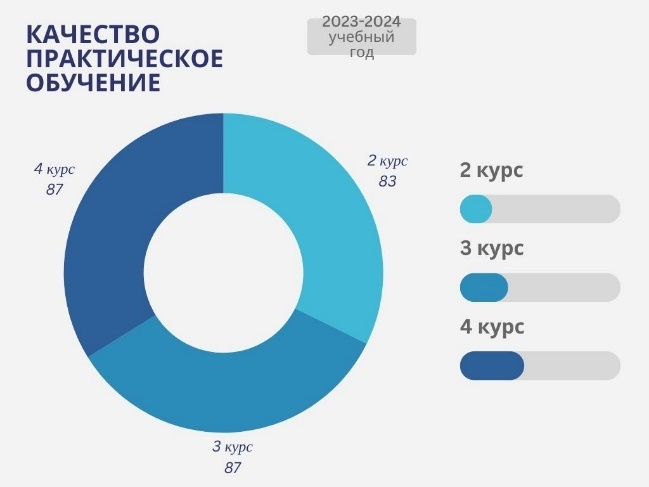 КАЧЕСТВО
ПРАКТИЧЕСКОЕ
ОБУЧЕНИЕ
2023-2024
учебный
год
4 курс
87
2 курс
83
3 курс
87
2 курс
3 курс
4 курс